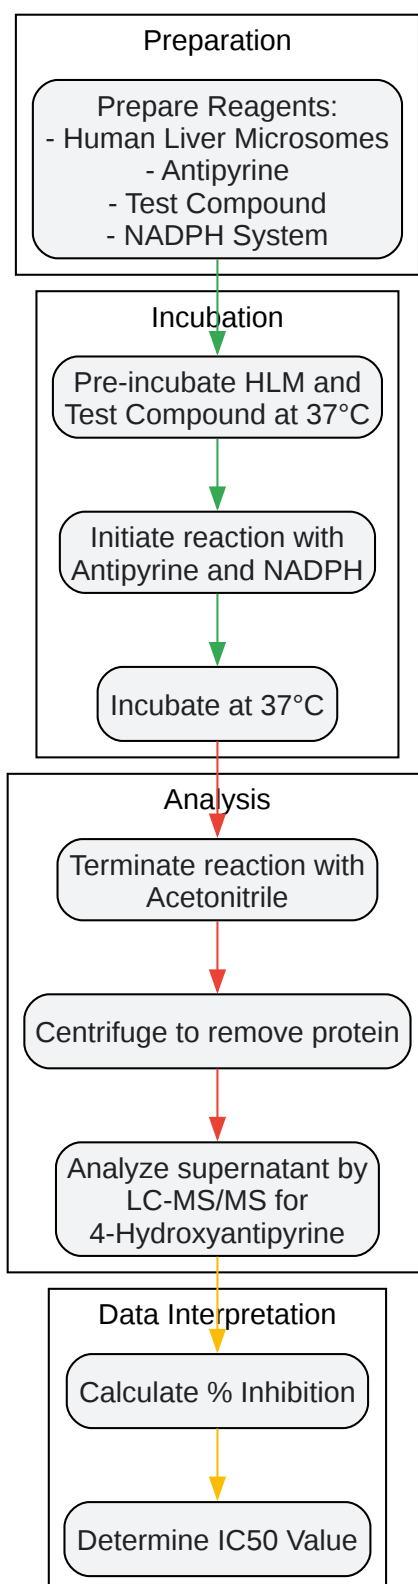 Preparation
Prepare Reagents:
- Human Liver Microsomes
- Antipyrine
- Test Compound
- NADPH System
Incubation
Pre-incubate HLM and
Test Compound at 37°C
Initiate reaction with
Antipyrine and NADPH
Incubate at 37°C
Analysis
Terminate reaction with
Acetonitrile
Centrifuge to remove protein
Analyze supernatant by
LC-MS/MS for
4-Hydroxyantipyrine
Data Interpretation
Calculate % Inhibition
Determine IC50 Value